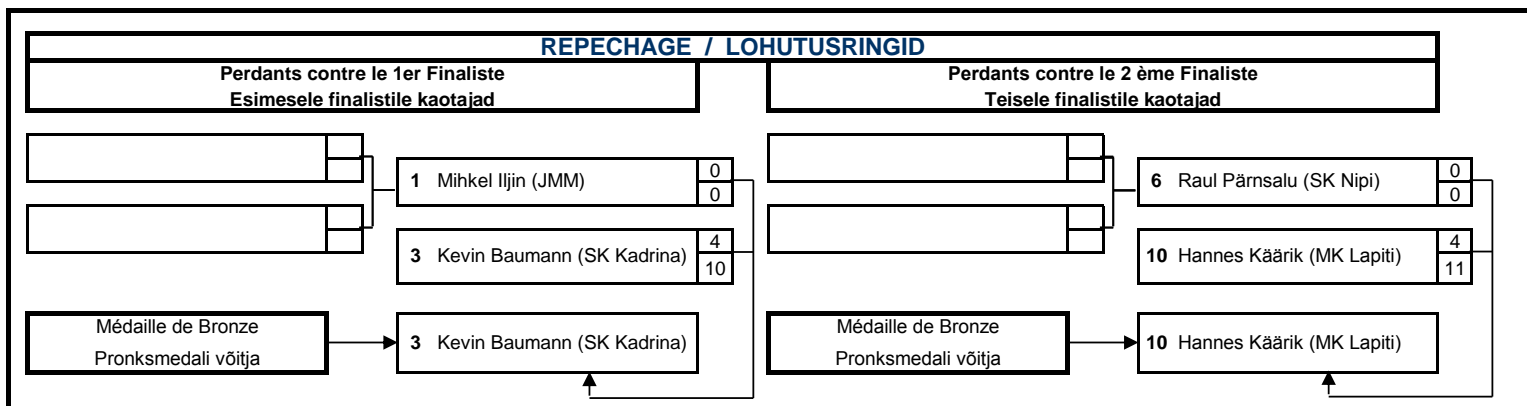 REPECHAGE / LOHUTUSRINGID
Perdants contre le 1er Finaliste
Esimesele finalistile kaotajad
Perdants contre le 2 ème Finaliste
Teisele finalistile kaotajad
1 Mihkel Iljin (JMM) 0
0
3 Kevin Baumann (SK Kadrina) 4
10
Médaille de Bronze
Pronksmedali võitja
3 Kevin Baumann (SK Kadrina)
6 Raul Pärnsalu (SK Nipi) 0
0
10 Hannes Käärik (MK Lapiti) 4
11
Médaille de Bronze
Pronksmedali võitja
10 Hannes Käärik (MK Lapiti)